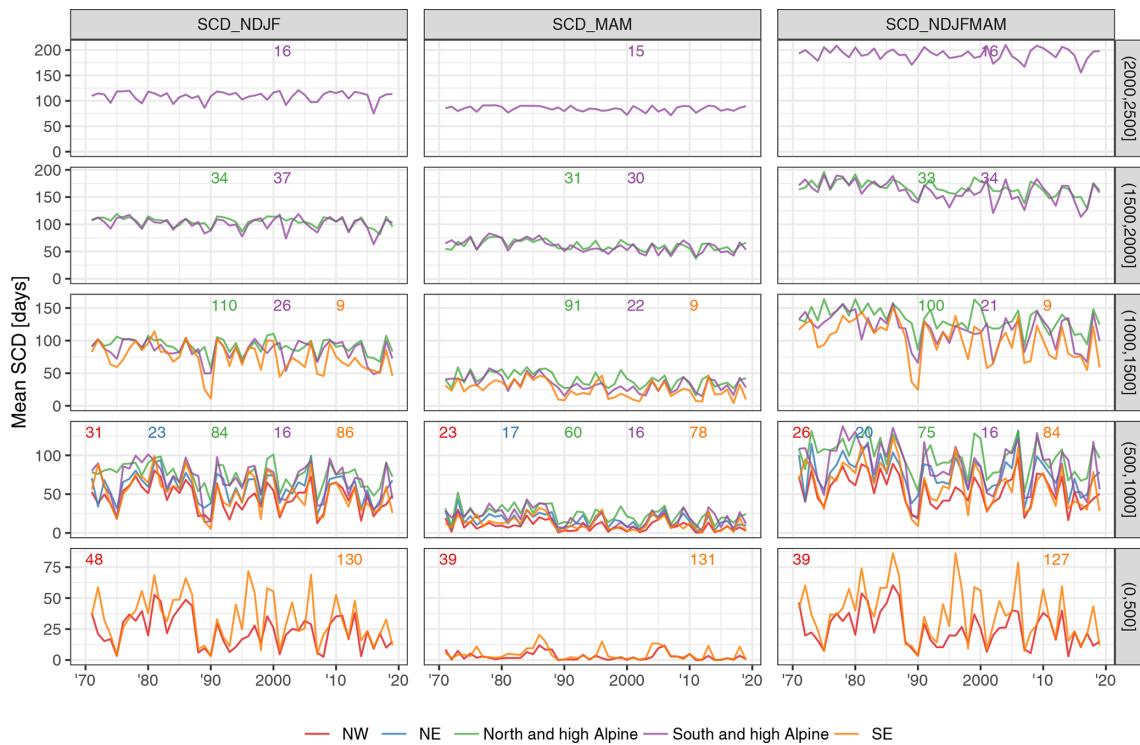 SCD_NDJF SCD_MAM SCD_NDJFMAM
Mean SCD [days]
200 150 100 50 0
16 15 16
(2000,2500]
200 150 100 50 0
34 37 31 30 33 34
(1500,2000]
150 100 50 0
110 26 9 91 22 9 100 21 9
(1000,1500]
100 50 0
31 23 84 16 86 23 17 60 16 78 26 20 75 16 84
(500,1000]
75 50 25 0
48 130 39 131 39 127
(0,500]
'70 '80 '90 2000 '10 '20 '70 '80 '90 2000 '10 '20 '70 '80 '90 2000 '10 '20
NW NE North and high Alpine South and high Alpine SE